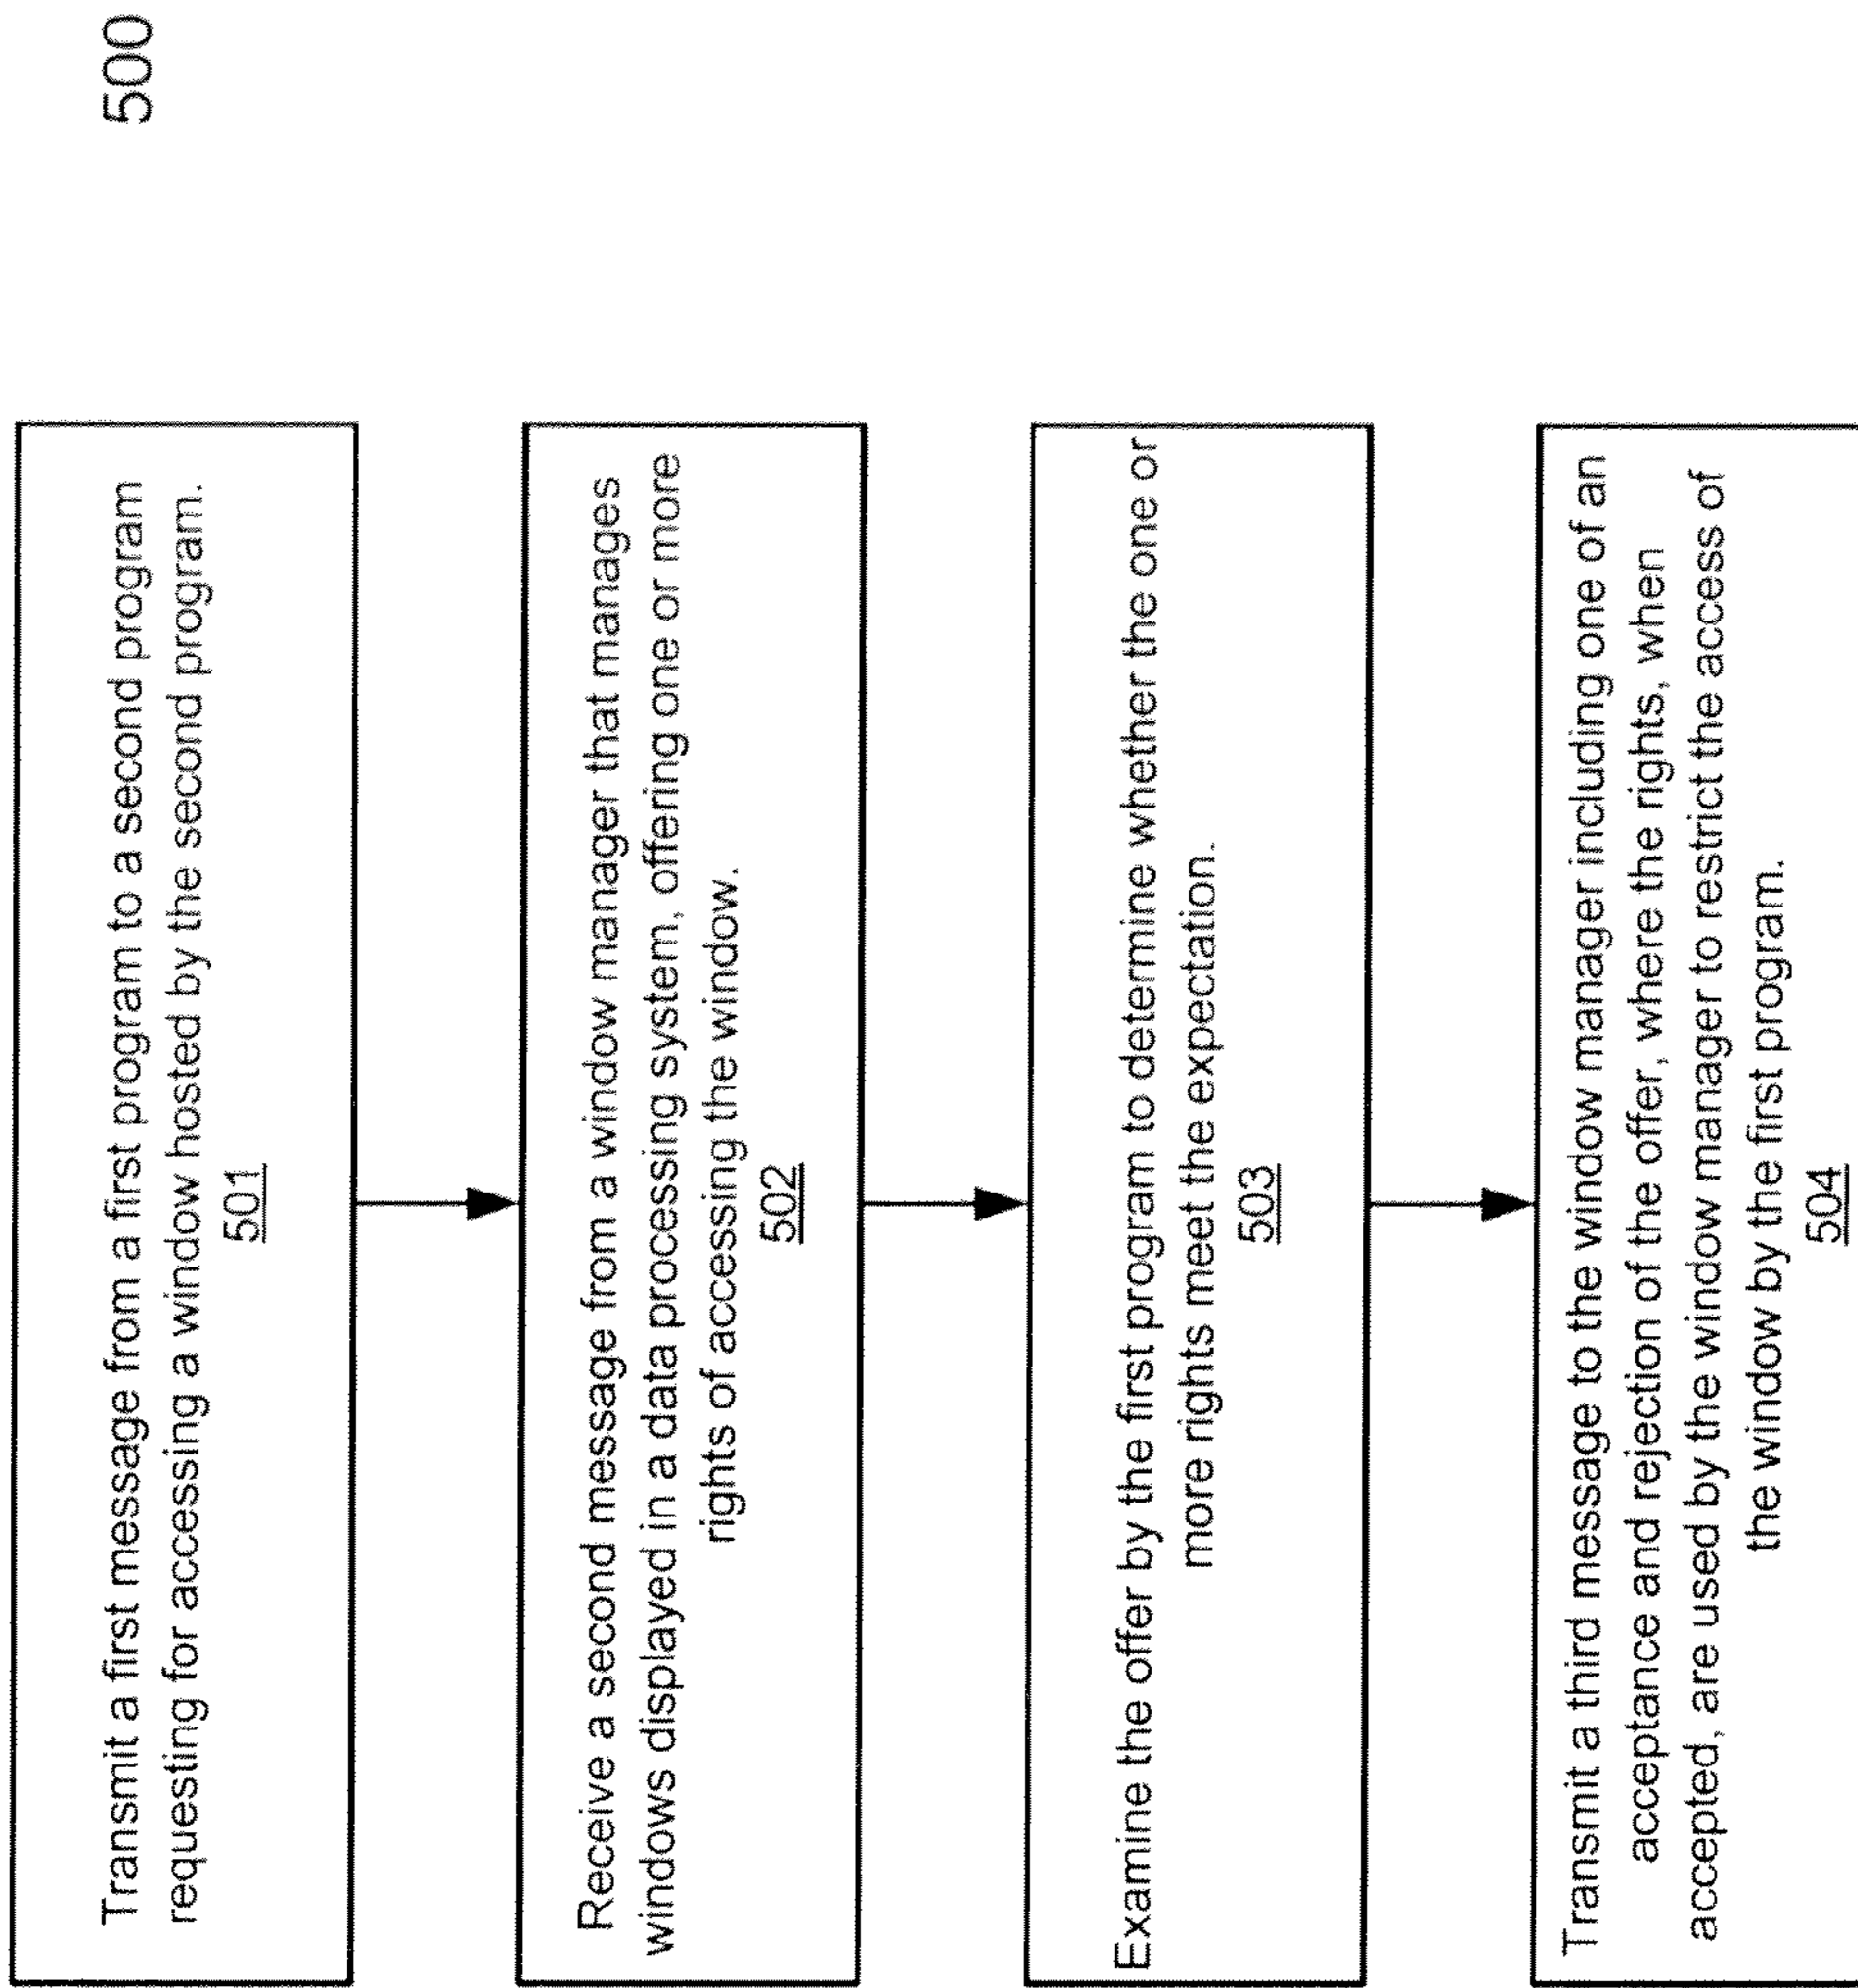 500
Transmit a first message from a first program to a second program
requesting for accessing a window hosted by the second program.
501
Receive a second message from a window manager that manages
windows displayed in a data processing system, offering one or more
rights of accessing the window.
502
Examine the offer by the first program to determine whether the one or
more rights meet the expectation.
503
Transmit a third message to the window manager including one of an
acceptance and rejection of the offer, where the rights, when
accepted, are used by the window manager to restrict the access of
the window by the first program.
504